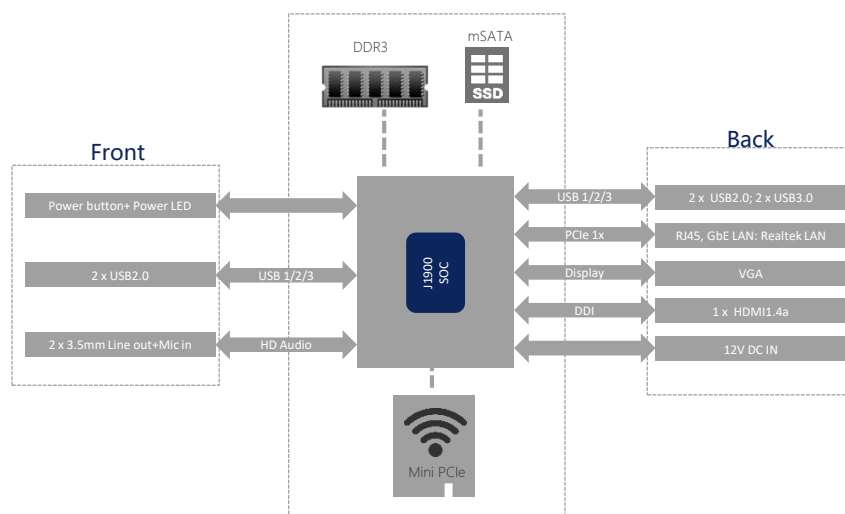 DDR3
mSATA
SSD
Front
Back
Power button+ Power LED
2 x USB2.0
USB 1/2/3
2 x 3.5mm Line out+Mic in
HD Audio
J1900
SOC
USB 1/2/3
2 x USB2.0; 2 x USB3.0
PCIe 1x
RJ45, GbE LAN: Realtek LAN
Display
VGA
DDI
1 x HDMI1.4a
12V DC IN
Mini PCIe